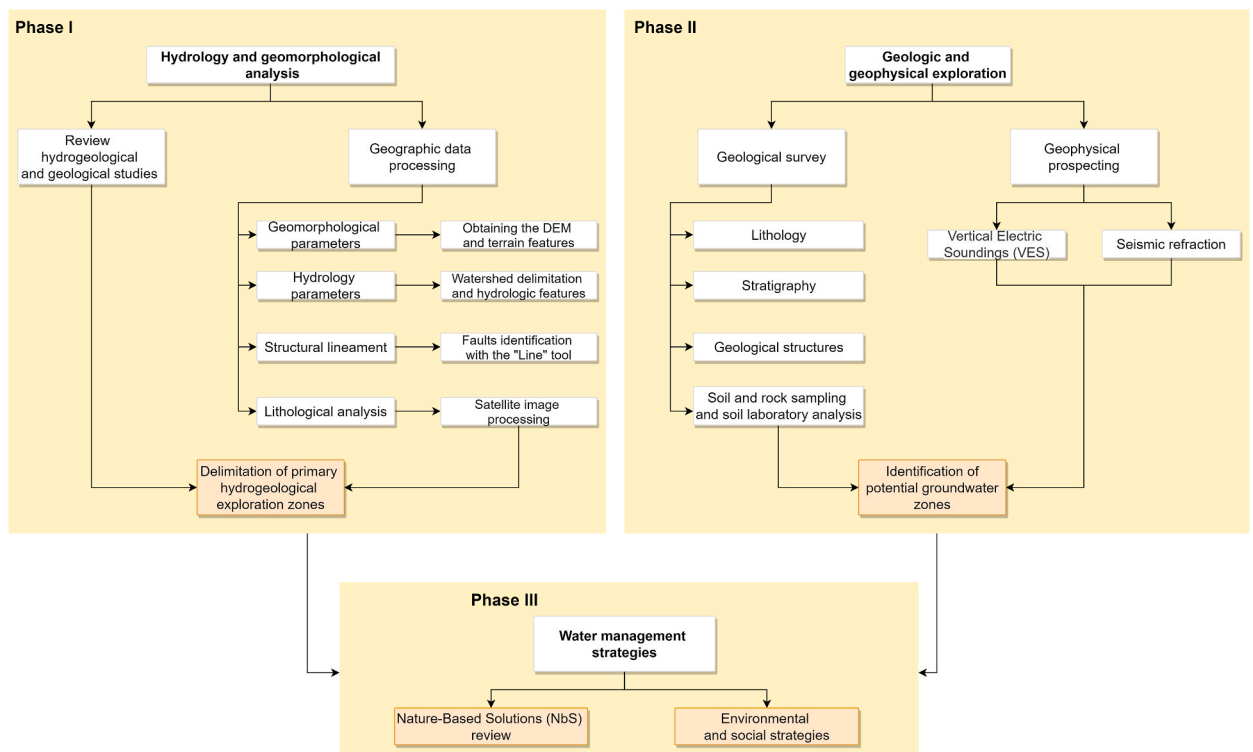 Phase I
Hydrology and geomorphological
analysis
Review
hydrogeological
and geological studies
Geographic data
processing
Geomorphological
parameters
Obtaining the DEM
and terrain features
Hydrology
parameters
Watershed delimitation
and hydrologic features
Structural lineament
Faults identification
with the "Line" tool
Lithological analysis
Satellite image
processing
Delimitation of primary
hydrogeological
exploration zones
Phase II
Geologic and
geophysical exploration
Geological survey
Geophysical
prospecting
Lithology
Stratigraphy
Geological structures
Soil and rock sampling
and soil laboratory analysis
Vertical Electric
Soundings (VES)
Seismic refraction
Identification of
potential groundwater
zones
Phase III
Water management
strategies
Nature-Based Solutions (NbS)
review
Environmental
and social strategies